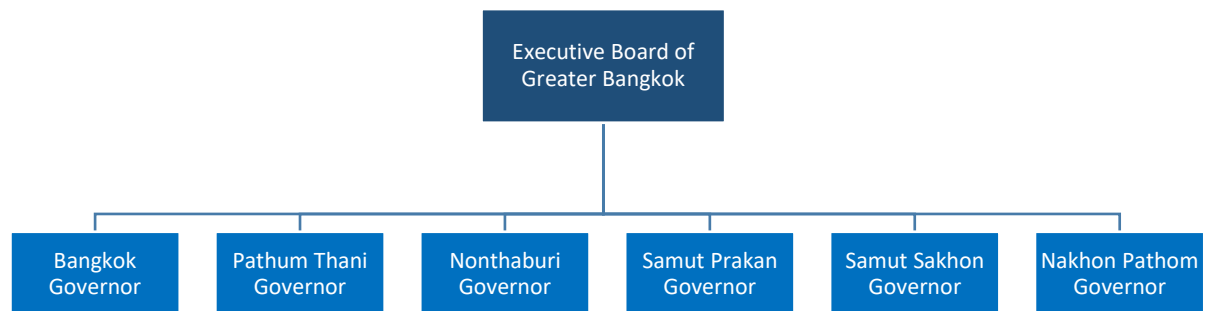 Executive Board of
Greater Bangkok
Bangkok
Governor
Pathum Thani
Governor
Nonthaburi
Governor
Samut Prakan
Governor
Samut Sakhon
Governor
Nakhon Pathom
Governor